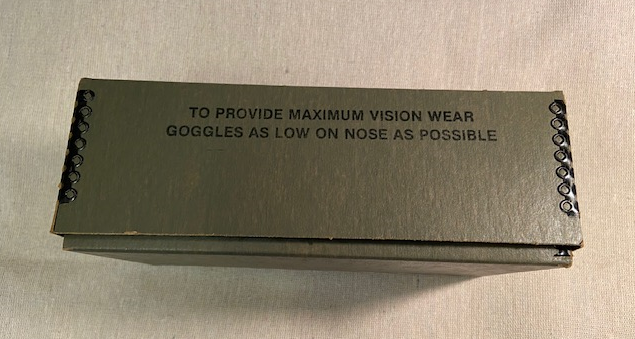 TO PROVIDE MAXIMUM VISION WEAR
GOGGLES AS LOW ON NOSE AS POSSIBLE